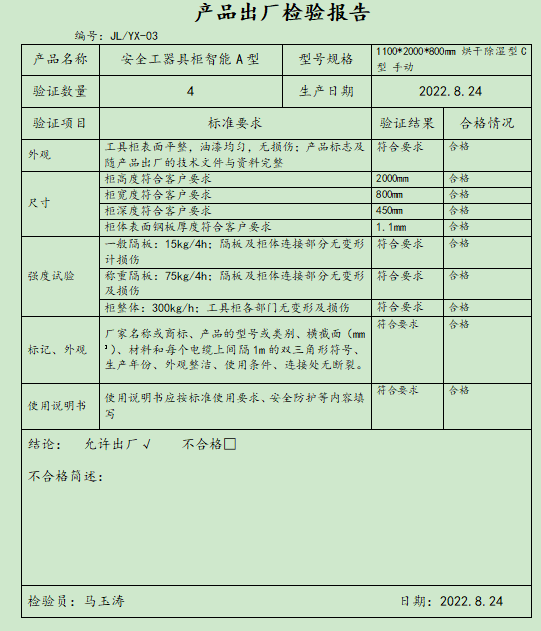 产品出厂检验报告
编号：JL/YX-03
产品名称 安全工器具柜智能 A 型 型号规格 1100*2000*800mm 烘干除湿型 C
型 手动
验证数量 4 生产日期 2022.8.24
验证项目 标准要求 验证结果 合格情况
外观 工具柜表面平整，油漆均匀，无损伤；产品标志及 符合要求 合格
随产品出厂的技术文件与资料完整
尺寸 柜高度符合客户要求 2000mm 合格
柜宽度符合客户要求 800mm 合格
柜深度符合客户要求 450mm 合格
柜体表面钢板厚度符合客户要求 1.1mm 合格
强度试验 一般隔板：15kg/4h；隔板及柜体连接部分无变形 符合要求 合格
计损伤
称重隔板：75kg/4h；隔板及柜体连接部分无变形 符合要求 合格
及损伤
柜整体：300kg/h；工具柜各部门无变形及损伤 符合要求 合格
标记、外观 厂家名称或商标、产品的型号或类别、横截面（mm 符合要求 合格
²）、材料和每个电缆上间隔 1m 的双三角形符号、
生产年份、外观整洁、使用条件、连接处无断裂。
使用说明书 使用说明书应按标准使用要求、安全防护等内容填 符合要求 合格
写
结论： 允许出厂 √ 不合格□
不合格简述：
检验员：马玉涛 日期：2022.8.24